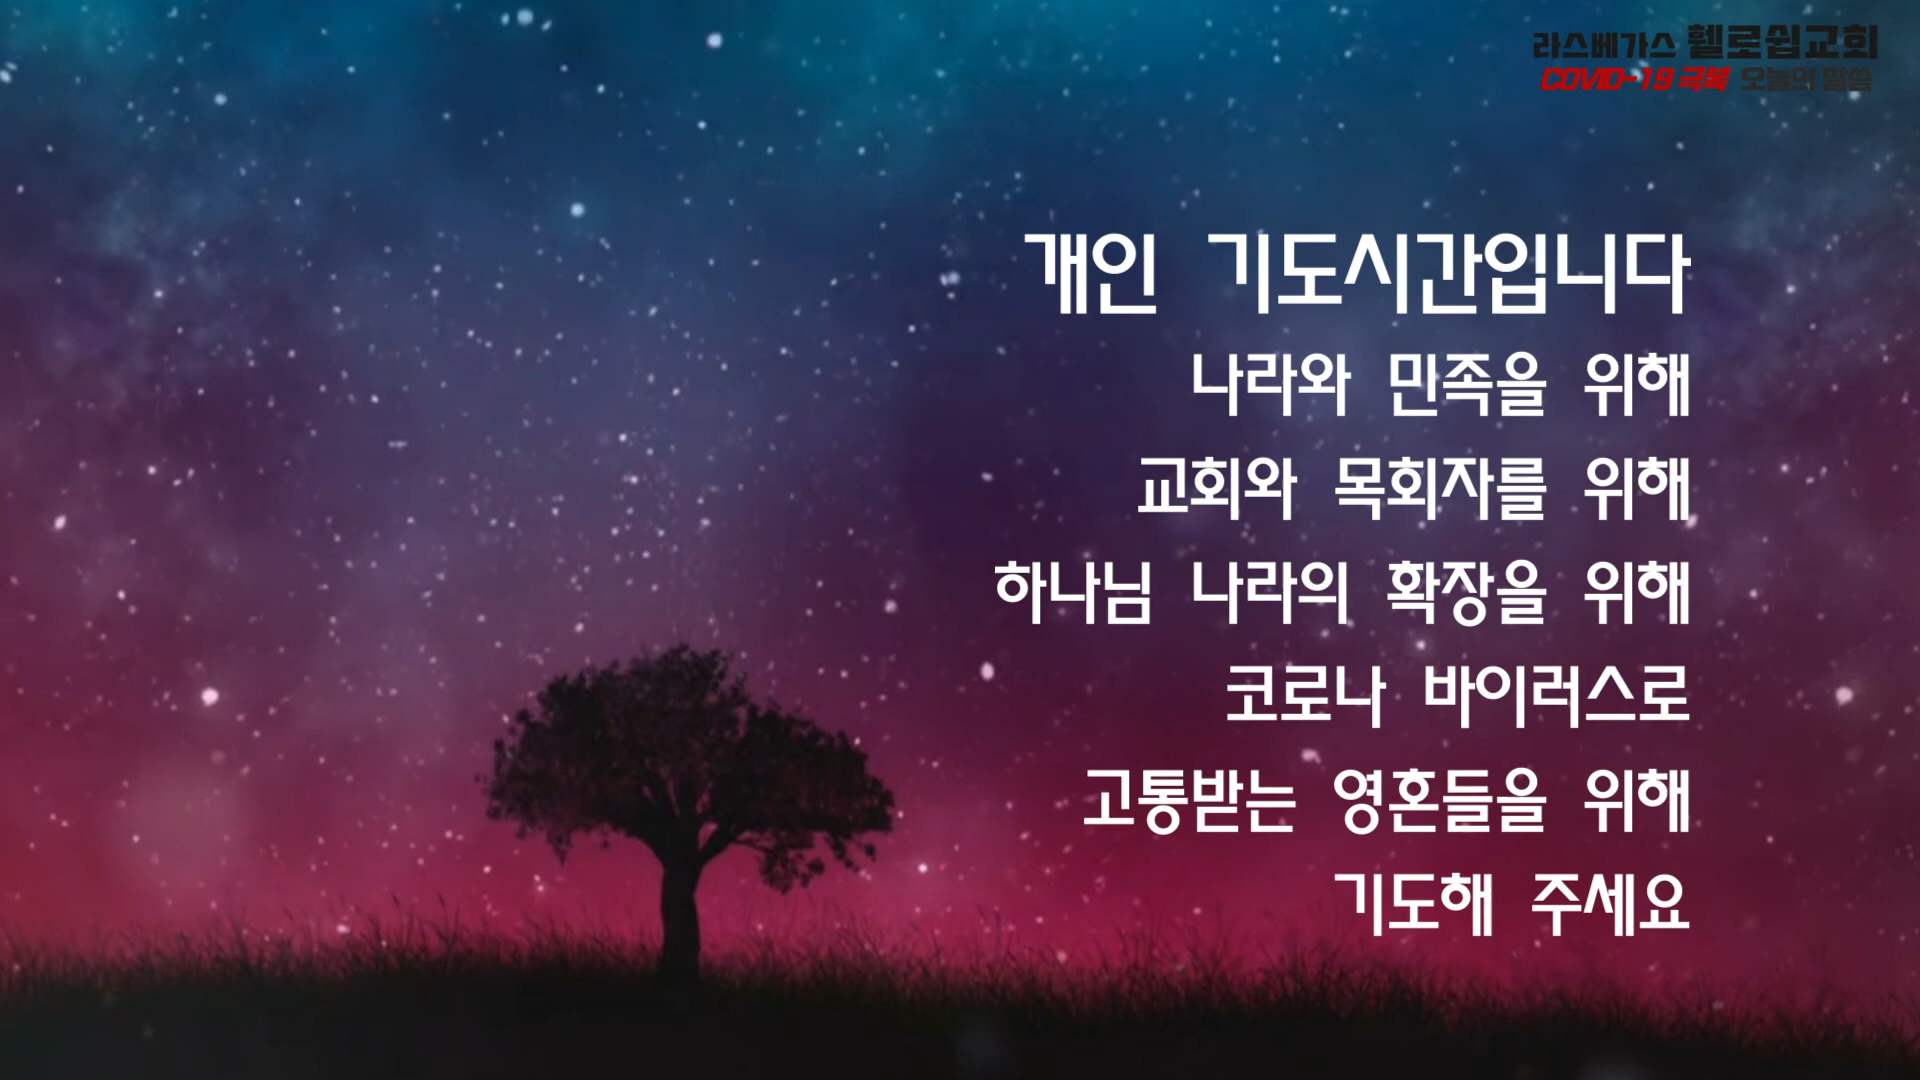 라스베가스 휄로쉽교회
COVID-19 극복 오늘의 말씀
개인 기도시간입니다
나라와 민족을 위해
교회와 목회자를 위해
하나님 나라의 확장을 위해
코로나 바이러스로
고통받는 영혼들을 위해
기도해 주세요